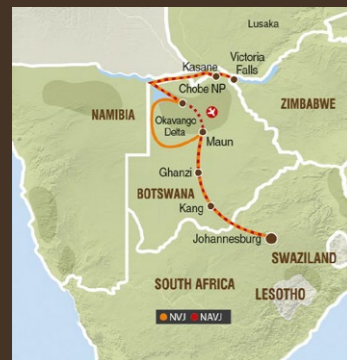 Lusaka
Victoria
Falls
Kasane
Chobe NP
NAMIBIA
ZIMBABWE
Okavango
Delta
Maun
Ghanzi
BOTSWANA
Kang
Johannesburg
SWAZILAND
SOUTH AFRICA
LESOTHO
NVJ NAVJ